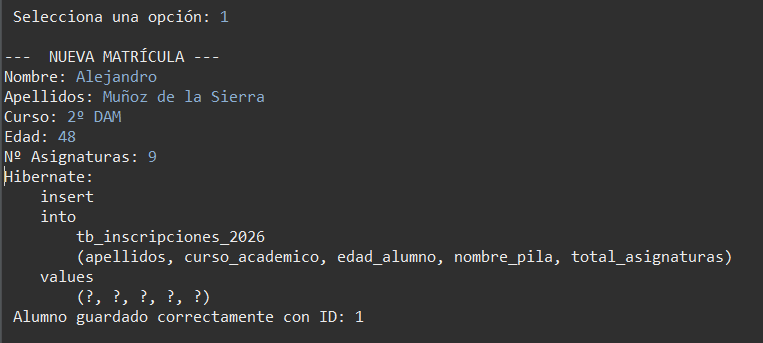 Selecciona una opción: 1
--- NUEVA MATRÍCULA ---
Nombre: Alejandro
Apellidos: Muñoz de la Sierra
Curso: 2º DAM
Edad: 48
Nº Asignaturas: 9
Hibernate:
insert
into
tb_inscripciones_2026
(apellidos, curso_academico, edad_alumno, nombre_pila, total_asignaturas)
values
(?, ?, ?, ?, ?)
Alumno guardado correctamente con ID: 1